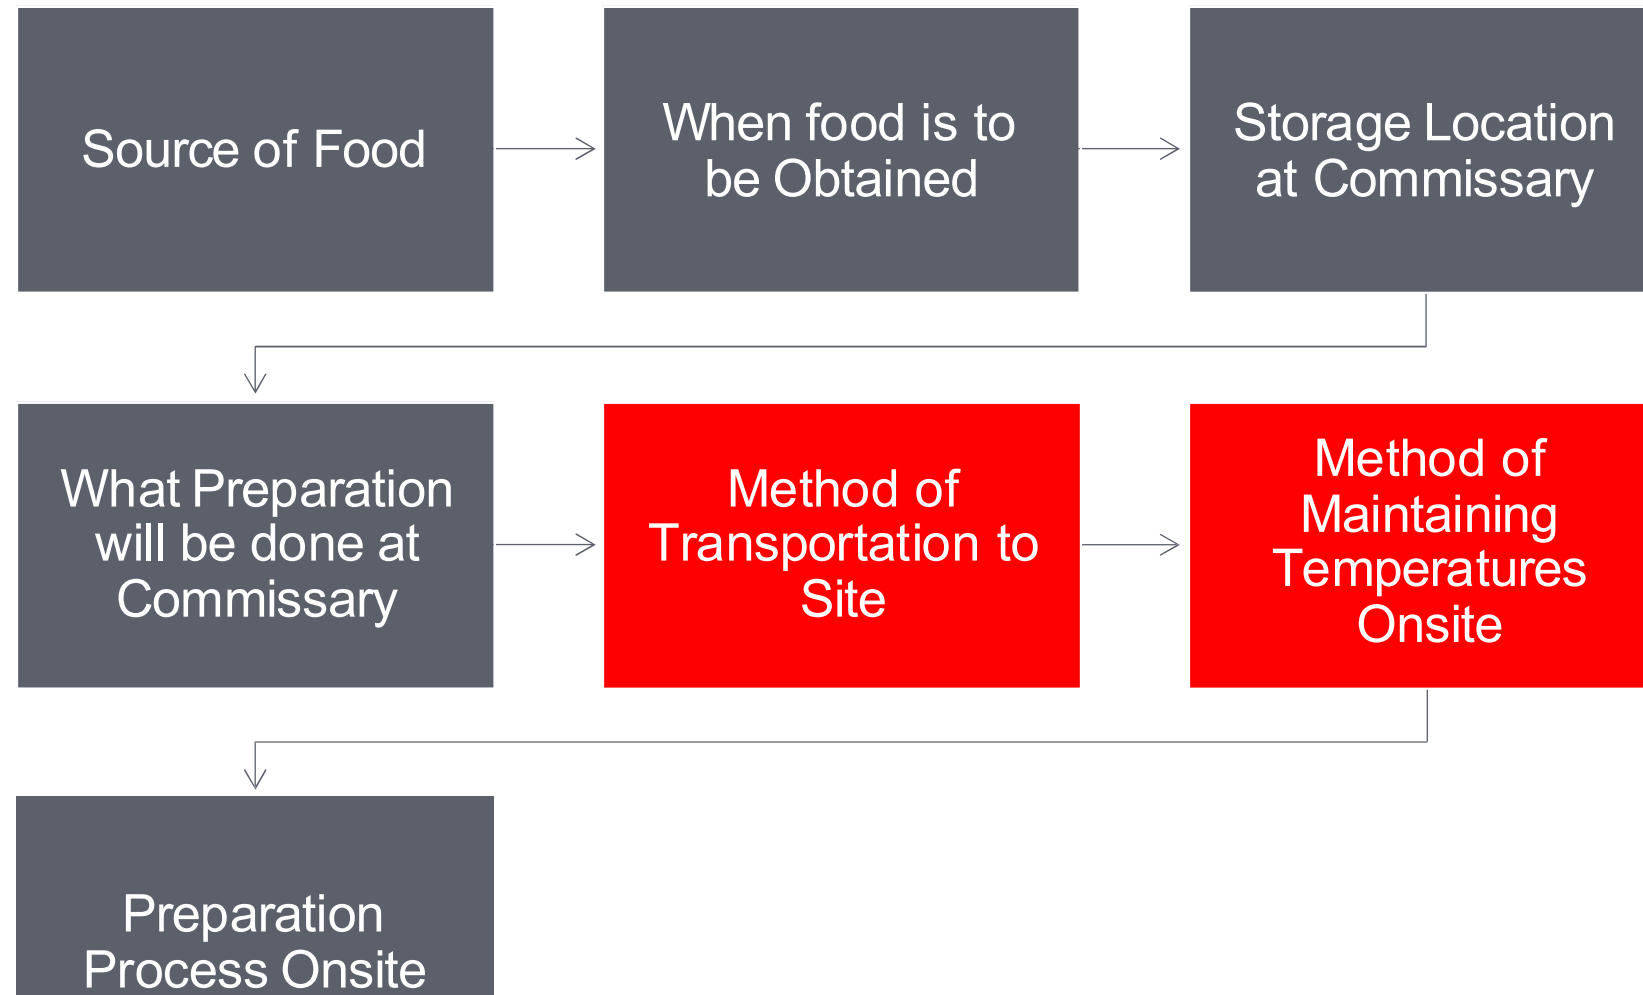 Source of Food
When food is to
be Obtained
Storage Location
at Commissary
What Preparation
will be done at
Commissary
Method of
Transportation to
Site
Method of
Maintaining
Temperatures
Onsite
Preparation
Process Onsite